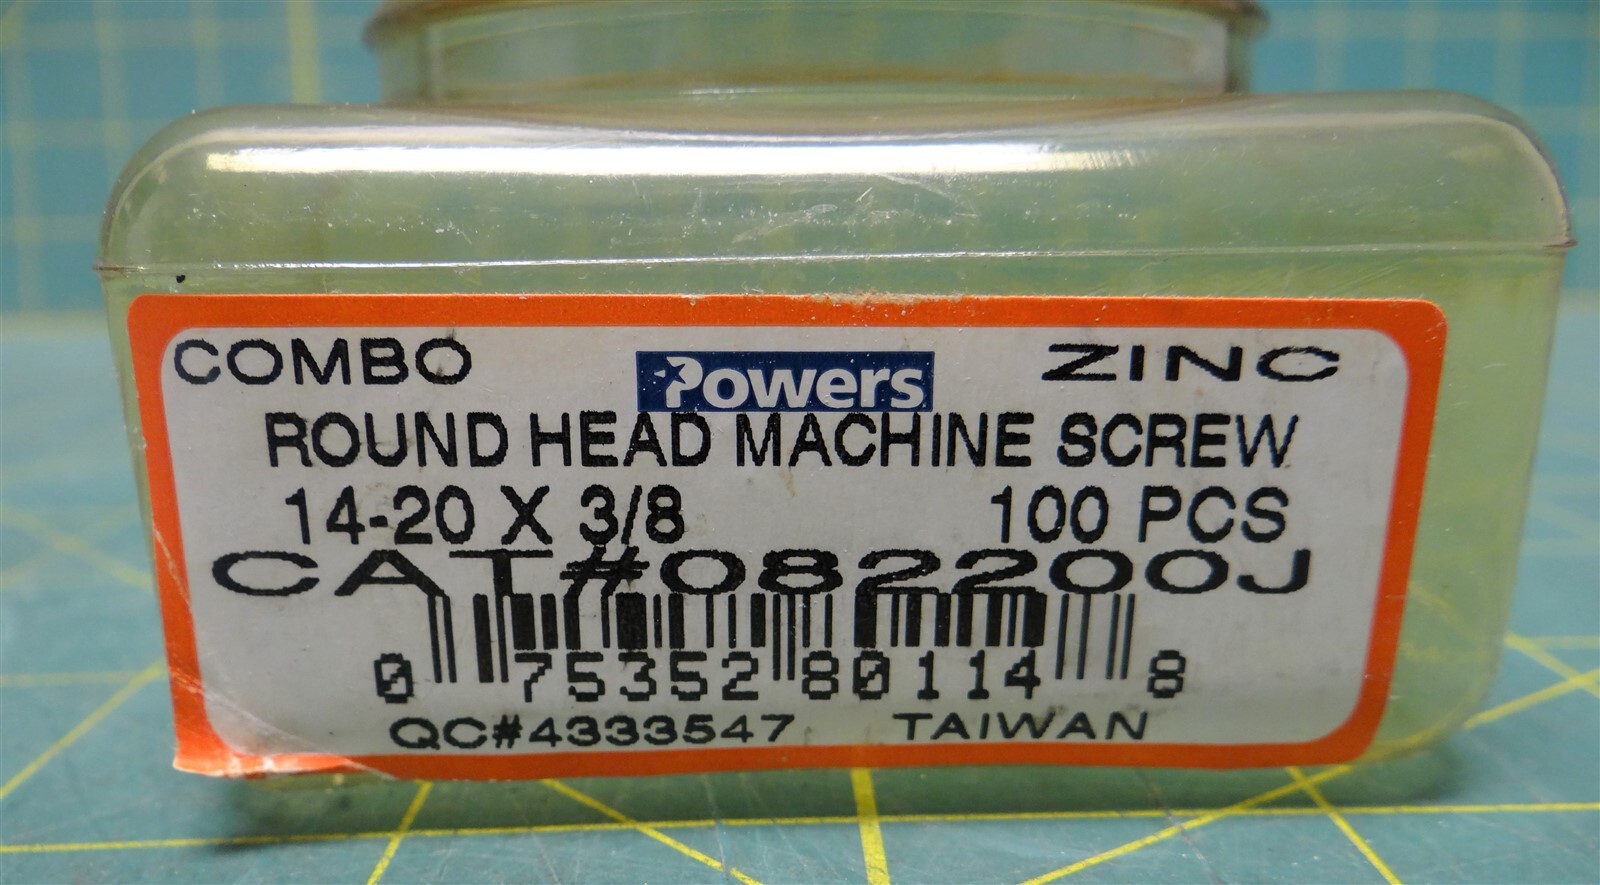 COMBO Powers ZINC
ROUND HEAD MACHINE SCREW
14-20 X 3/8 100 PCS
CAT#082200J
0 75352 80114 8
QC#4333547 TAIWAN